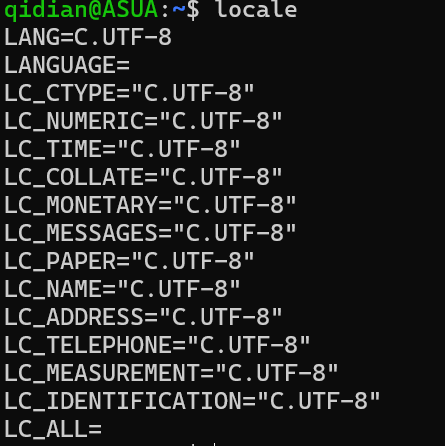 qidian@ASUA:~$ locale
LANG=C.UTF-8
LANGUAGE=
LC_CTYPE="C.UTF-8"
LC_NUMERIC="C.UTF-8"
LC_TIME="C.UTF-8"
LC_COLLATE="C.UTF-8"
LC_MONETARY="C.UTF-8"
LC_MESSAGES="C.UTF-8"
LC_PAPER="C.UTF-8"
LC_NAME="C.UTF-8"
LC_ADDRESS="C.UTF-8"
LC_TELEPHONE="C.UTF-8"
LC_MEASUREMENT="C.UTF-8"
LC_IDENTIFICATION="C.UTF-8"
LC_ALL=